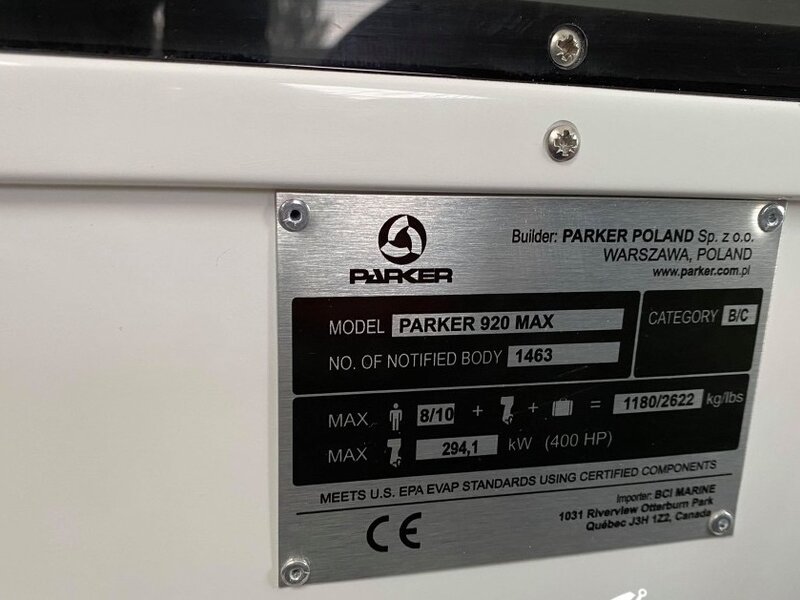 PARKER
Builder: PARKER POLAND Sp. z o.o.
WARSZAWA, POLAND
www.parker.com.pl
MODEL PARKER 920 MAX
NO. OF NOTIFIED BODY 1463
CATEGORY B/C
MAX 8/10 + + = 1180/2622 kg/lbs
MAX 294,1 kW (400 HP)
MEETS U.S. EPA EVAP STANDARDS USING CERTIFIED COMPONENTS
CE
Importer: BCI MARINE
1031 Riverview Otterburn Park
Québec J3H 1Z2, Canada